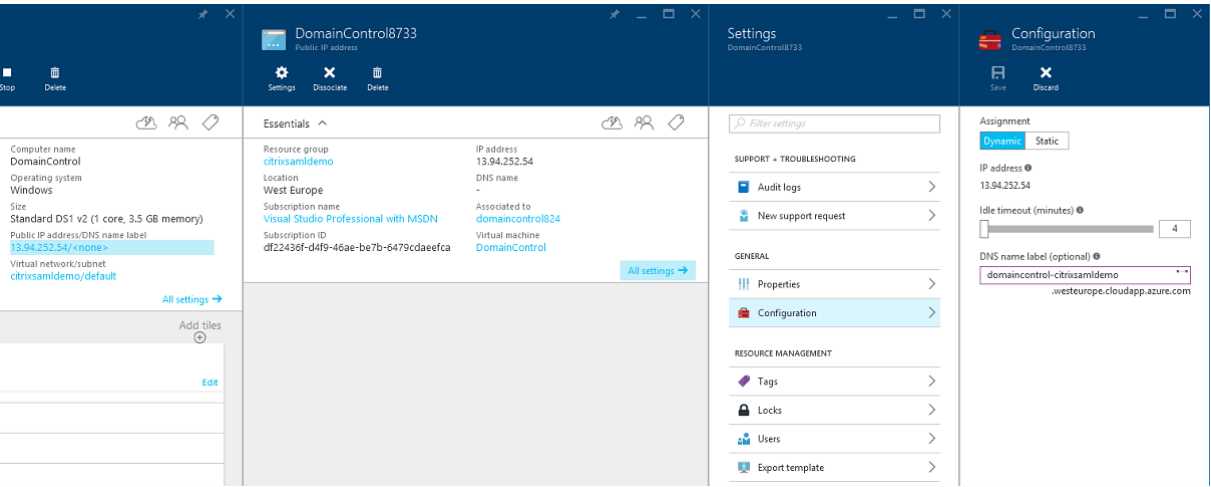 Stop
Delete
Computer name
DomainControl
Operating system
Windows
Size
Standard DS1 v2 (1 core, 3.5 GB memory)
Public IP address/DNS name label
13.94.252.54/<none>
Virtual network/subnet
citrixsamldemo/default
All settings
Add tiles
Edit
DomainControl8733
Public IP address
Settings
Dissociate
Delete
Essentials
Resource group
citrixsamldemo
Location
West Europe
Subscription name
Visual Studio Professional with MSDN
Subscription ID
df22436f-d4f9-46ae-be7b-6479cdaeefca
IP address
13.94.252.54
DNS name
-
Associated to
domaincontrol824
Virtual machine
DomainControl
All settings
Settings
DomainControl8733
Filter settings
SUPPORT + TROUBLESHOOTING
Audit logs
New support request
GENERAL
Properties
Configuration
RESOURCE MANAGEMENT
Tags
Locks
Users
Export template
Configuration
DomainControl8733
Save
Discard
Assignment
Dynamic Static
IP address
13.94.252.54
Idle timeout (minutes)
4
DNS name label (optional)
domaincontrol-citrixsamldemo
.westeurope.cloudapp.azure.com